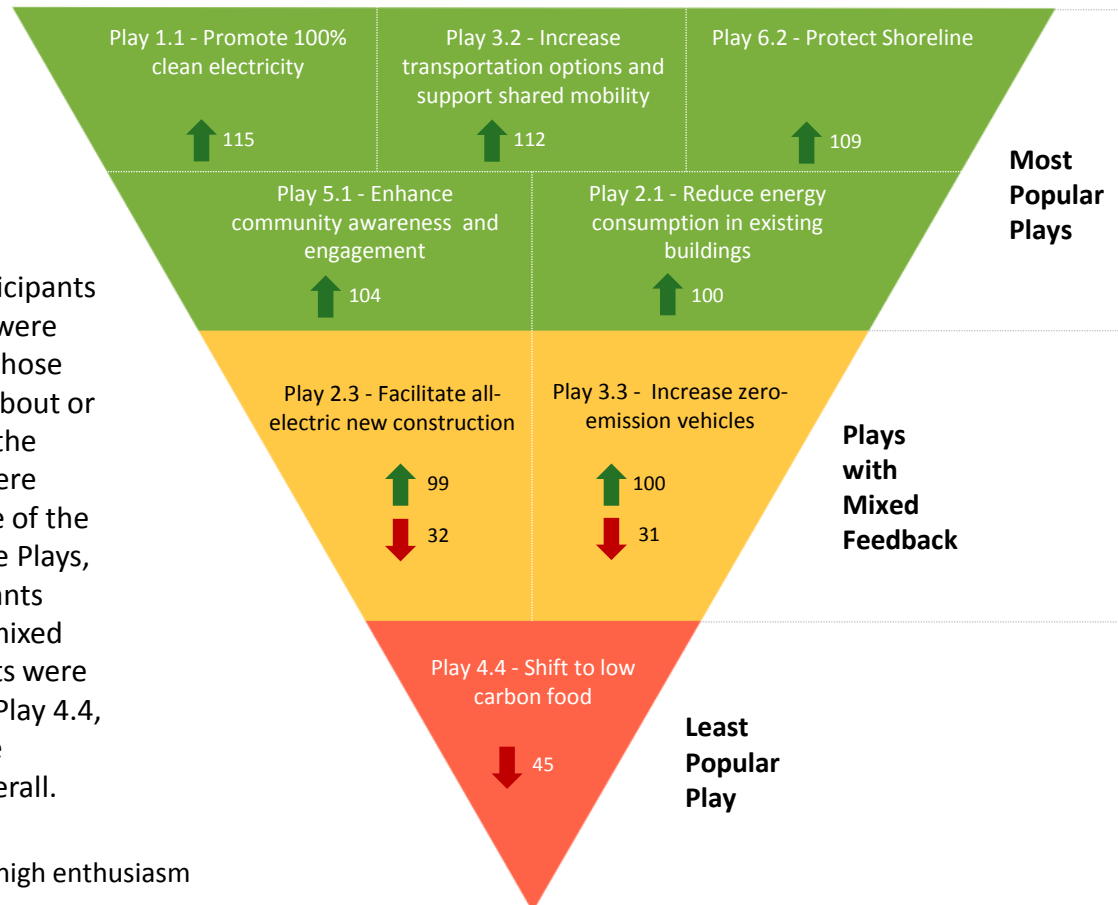 Play 1.1 - Promote 100%
clean electricity
115
Play 3.2 - Increase
transportation options and
support shared mobility
112
Play 6.2 - Protect Shoreline
109
Most
Popular
Plays
Play 5.1 - Enhance
community awareness and
engagement
104
Play 2.1 - Reduce energy
consumption in existing
buildings
100
icipants
were
hose
bout or
the
ere
e of the
e Plays,
ants
mixed
ts were
Play 4.4,
e
erall.
high enthusiasm
Play 2.3 - Facilitate all-
electric new construction
99
32
Play 3.3 - Increase zero-
emission vehicles
100
31
Plays
with
Mixed
Feedback
Play 4.4 - Shift to low
carbon food
45
Least
Popular
Play